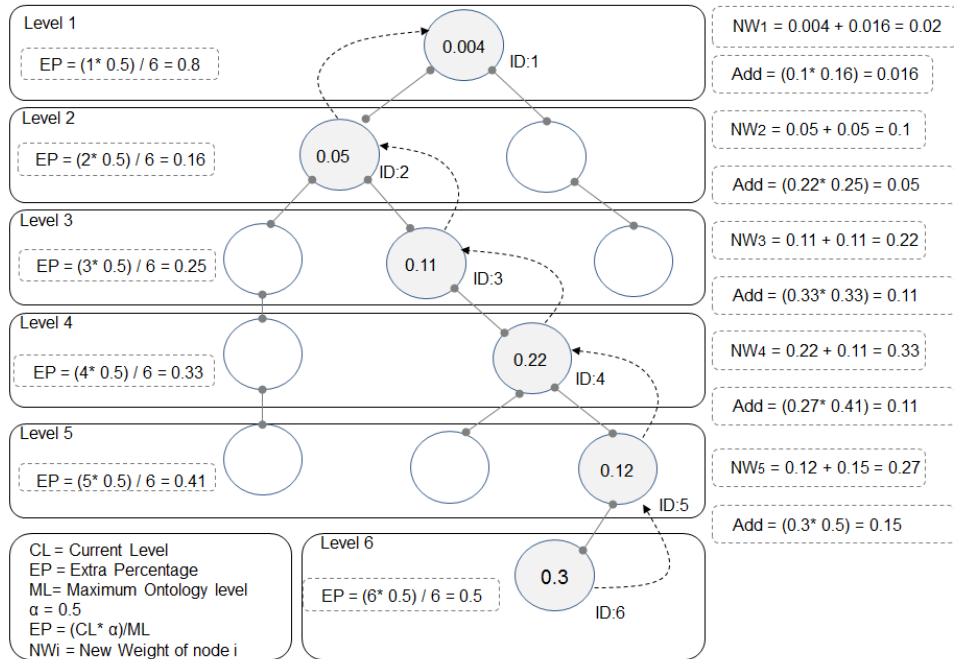 Level 1
0.004
ID:1
EP = (1* 0.5) / 6 = 0.8
NW1 = 0.004 + 0.016 = 0.02
Add = (0.1* 0.16) = 0.016
Level 2
0.05
ID:2
EP = (2* 0.5) / 6 = 0.16
NW2 = 0.05 + 0.05 = 0.1
Add = (0.22* 0.25) = 0.05
Level 3
0.11
ID:3
EP = (3* 0.5) / 6 = 0.25
NW3 = 0.11 + 0.11 = 0.22
Add = (0.33* 0.33) = 0.11
Level 4
0.22
ID:4
EP = (4* 0.5) / 6 = 0.33
NW4 = 0.22 + 0.11 = 0.33
Add = (0.27* 0.41) = 0.11
Level 5
0.12
ID:5
EP = (5* 0.5) / 6 = 0.41
NW5 = 0.12 + 0.15 = 0.27
Add = (0.3* 0.5) = 0.15
CL = Current Level
EP = Extra Percentage
ML= Maximum Ontology level
α = 0.5
EP = (CL* α)/ML
NWi = New Weight of node i
Level 6
0.3
ID:6
EP = (6* 0.5) / 6 = 0.5